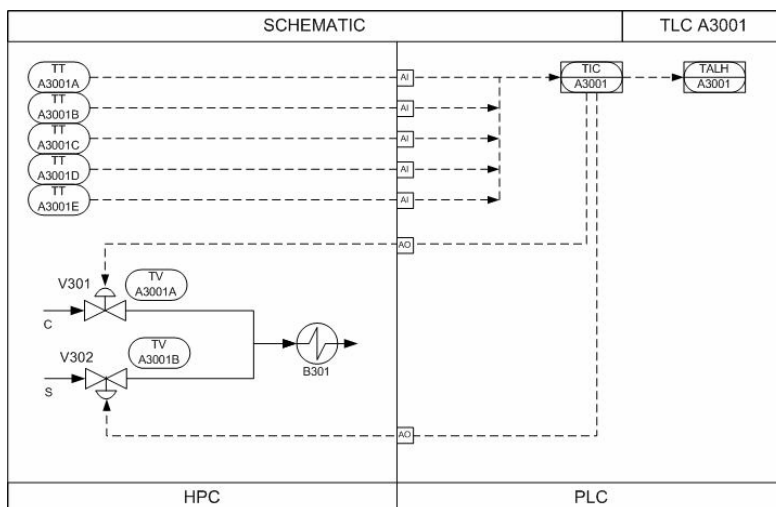 SCHEMATIC
TLC A3001
TT
A3001A
AI
TIC
A3001
TALH
A3001
TT
A3001B
AI
TT
A3001C
AI
TT
A3001D
AI
TT
A3001E
AI
AO
V301
TV
A3001A
C
V302
TV
A3001B
B301
S
AO
HPC
PLC